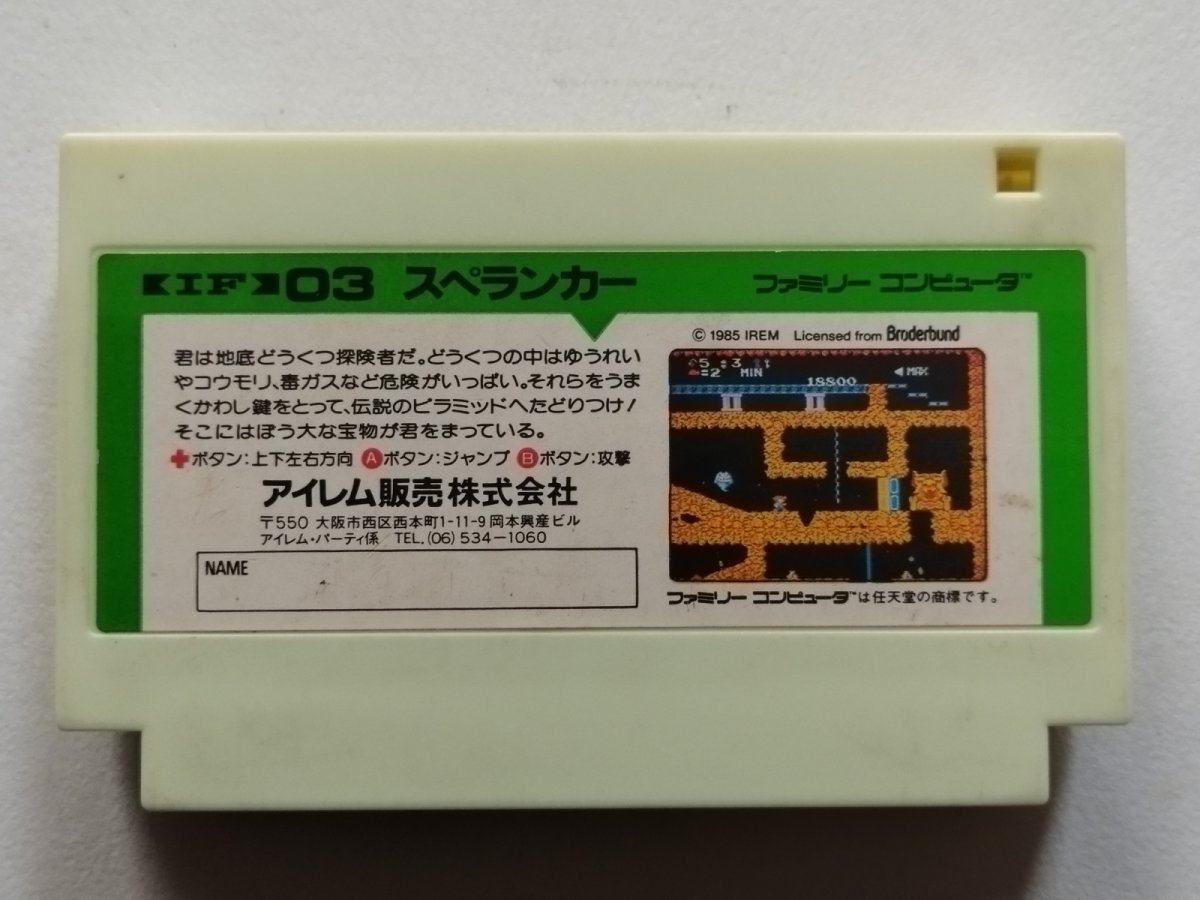 IF 03 スペランカー ファミリー コンピュータ™
© 1985 IREM Licensed from Brøderbund
君は地底どうくつ探険者だ。どうくつの中はゆうれい
やコウモリ、毒ガスなど危険がいっぱい。それらをうま
くかわし鍵をとって、伝説のピラミッドへたどりつけ!
そこにはぼう大な宝物が君をまっている。
ボタン:上下左右方向 Ⓐボタン:ジャンプ Ⓑボタン:攻撃
アイレム販売株式会社
〒550 大阪市西区西本町1-11-9 岡本興産ビル
アイレム・パーティ係 TEL.(06)534-1060
NAME
5 3
=2 MIN ◀MAX
18800
ファミリー コンピュータ™は任天堂の商標です。